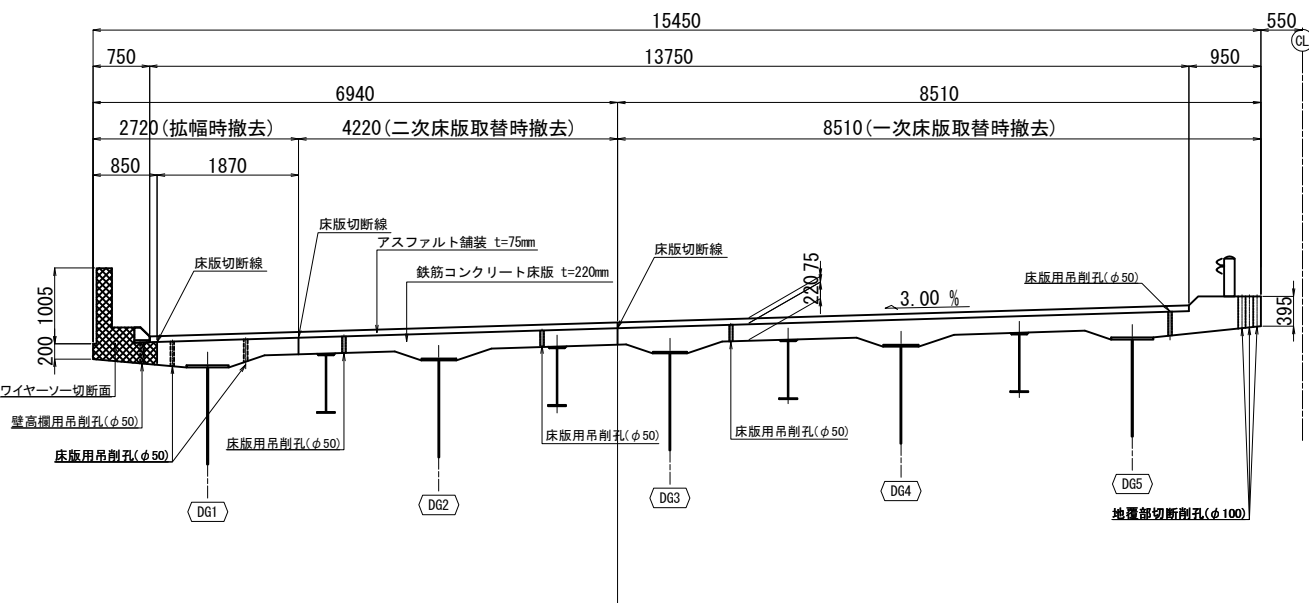 15450
550
CL
750
13750
950
6940
8510
2720(拡幅時撤去)
4220(二次床版取替時撤去)
8510(一次床版取替時撤去)
850
1870
床版切断線
アスファルト舗装 t=75mm
床版切断線
床版切断線
鉄筋コンクリート床版 t=220mm
75
220
床版用吊削孔(φ50)
3.00 %
1005
395
200
ワイヤーソー切断面
壁高欄用吊削孔(φ50)
床版用吊削孔(φ50)
床版用吊削孔(φ50)
床版用吊削孔(φ50)
床版用吊削孔(φ50)
DG1
DG2
DG3
DG4
DG5
地覆部切断削孔(φ100)